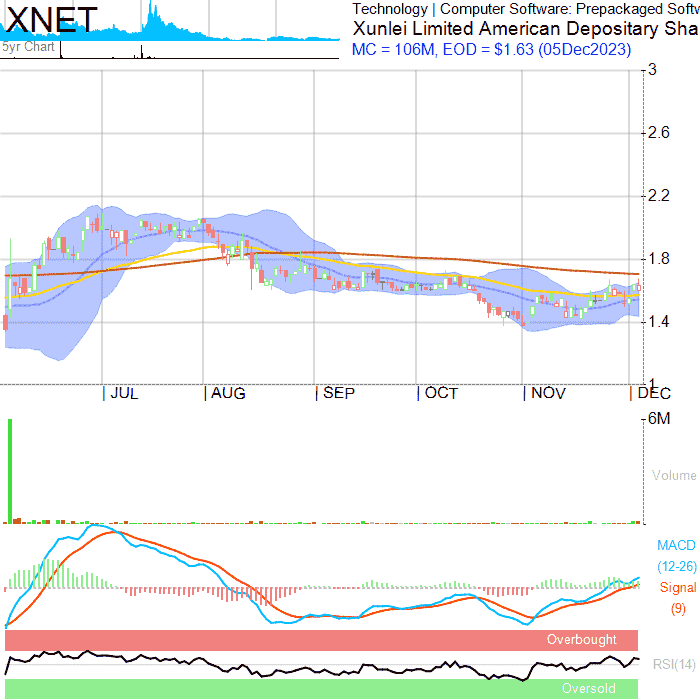 XNET
5yr Chart
Technology | Computer Software: Prepackaged Softw
Xunlei Limited American Depositary Sha
MC = 106M, EOD = $1.63 (05Dec2023)
3
2.6
2.2
1.8
1.4
1
JUL AUG SEP OCT NOV DEC
6M
Volume
MACD
(12-26)
Signal
(9)
Overbought
RSI(14)
Oversold